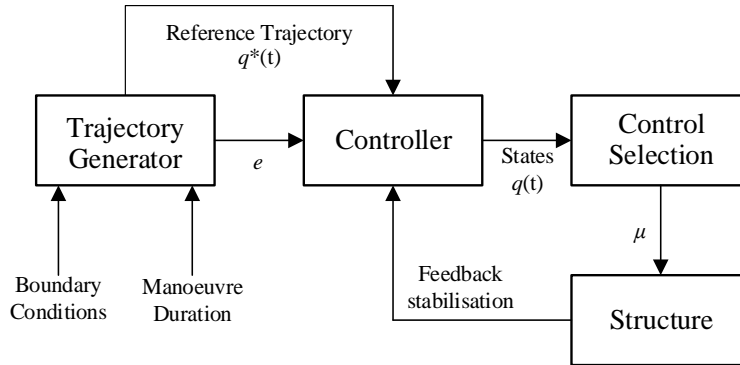 Reference Trajectory
q*(t)
Trajectory
Generator
e
Controller
States
q(t)
Control
Selection
μ
Boundary
Conditions
Manoeuvre
Duration
Feedback
stabilisation
Structure